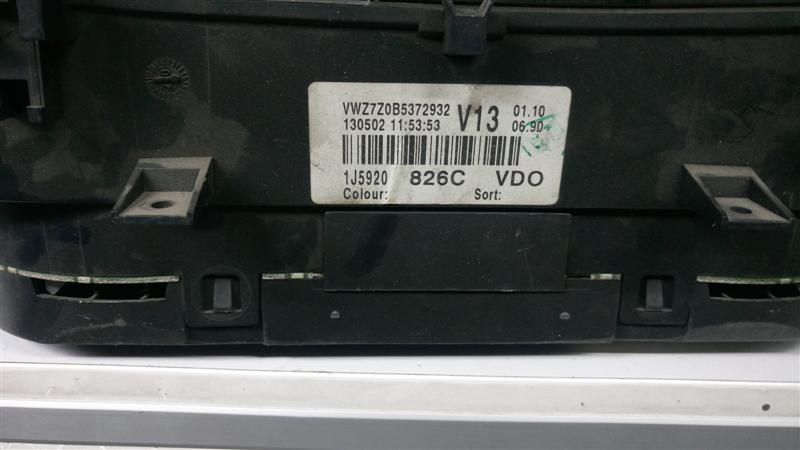 VWZ7Z0B5372932 V13 01.10
130502 11:53:53 06.90
1J5920 826C VDO
Colour: Sort: